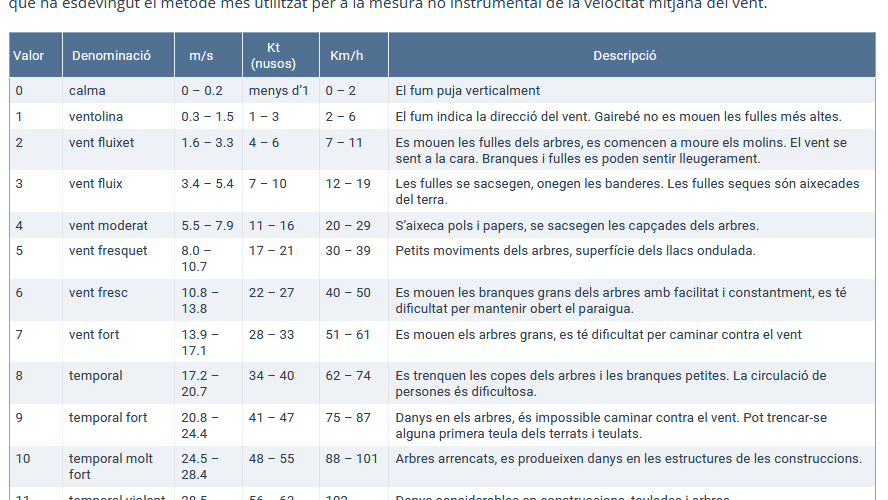 que ha esdevingut el mètode més utilitzat per a la mesura no instrumental de la velocitat mitjana del vent.
Valor Denominació m/s Kt (nusos) Km/h Descripció
0 calma 0 – 0.2 menys d’1 0 – 2 El fum puja verticalment
1 ventolina 0.3 – 1.5 1 – 3 2 – 6 El fum indica la direcció del vent. Gairebé no es mouen les fulles més altes.
2 vent fluixet 1.6 – 3.3 4 – 6 7 – 11 Es mouen les fulles dels arbres, es comencen a moure els molins. El vent se
sent a la cara. Branques i fulles es poden sentir lleugerament.
3 vent fluix 3.4 – 5.4 7 – 10 12 – 19 Les fulles se sacsegen, onegen les banderes. Les fulles seques són aixecades
del terra.
4 vent moderat 5.5 – 7.9 11 – 16 20 – 29 S’aixeca pols i papers, se sacsegen les capçades dels arbres.
5 vent fresquet 8.0 – 17 – 21 30 – 39 Petits moviments dels arbres, superfície dels llacs ondulada.
10.7
6 vent fresc 10.8 – 22 – 27 40 – 50 Es mouen les branques grans dels arbres amb facilitat i constantment, es té
13.8 dificultat per mantenir obert el paraigua.
7 vent fort 13.9 – 28 – 33 51 – 61 Es mouen els arbres grans, es té dificultat per caminar contra el vent
17.1
8 temporal 17.2 – 34 – 40 62 – 74 Es trenquen les copes dels arbres i les branques petites. La circulació de
20.7 persones és dificultosa.
9 temporal fort 20.8 – 41 – 47 75 – 87 Danys en els arbres, és impossible caminar contra el vent. Pot trencar-se
24.4 alguna primera teula dels terrats i teulats.
10 temporal molt 24.5 – 48 – 55 88 – 101 Arbres arrencats, es produeixen danys en les estructures de les construccions.
fort 28.4
11 temporal violent 28.5 56 – 63 102 Danys considerables en construccions, teulades i arbres.